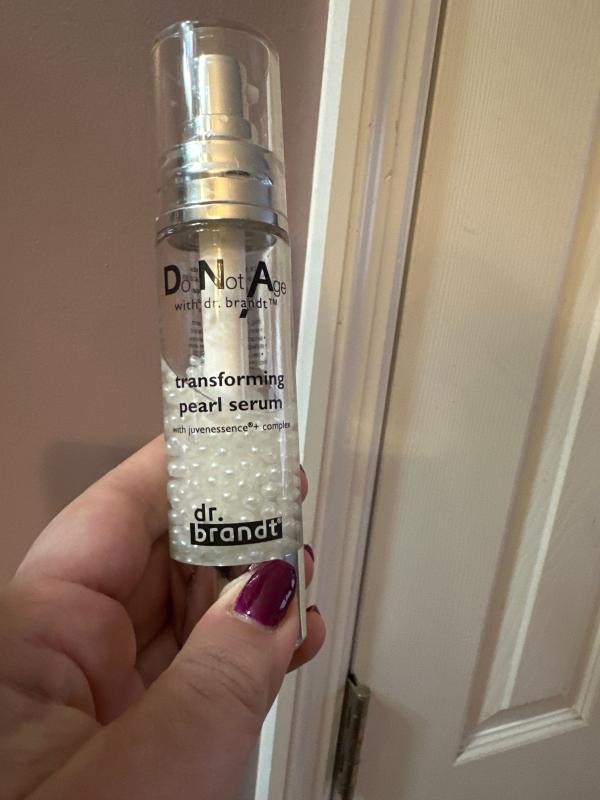 Do Not Age
with dr. brandt™
transforming
pearl serum
with juvenessence®+ complex
dr.
brandt®